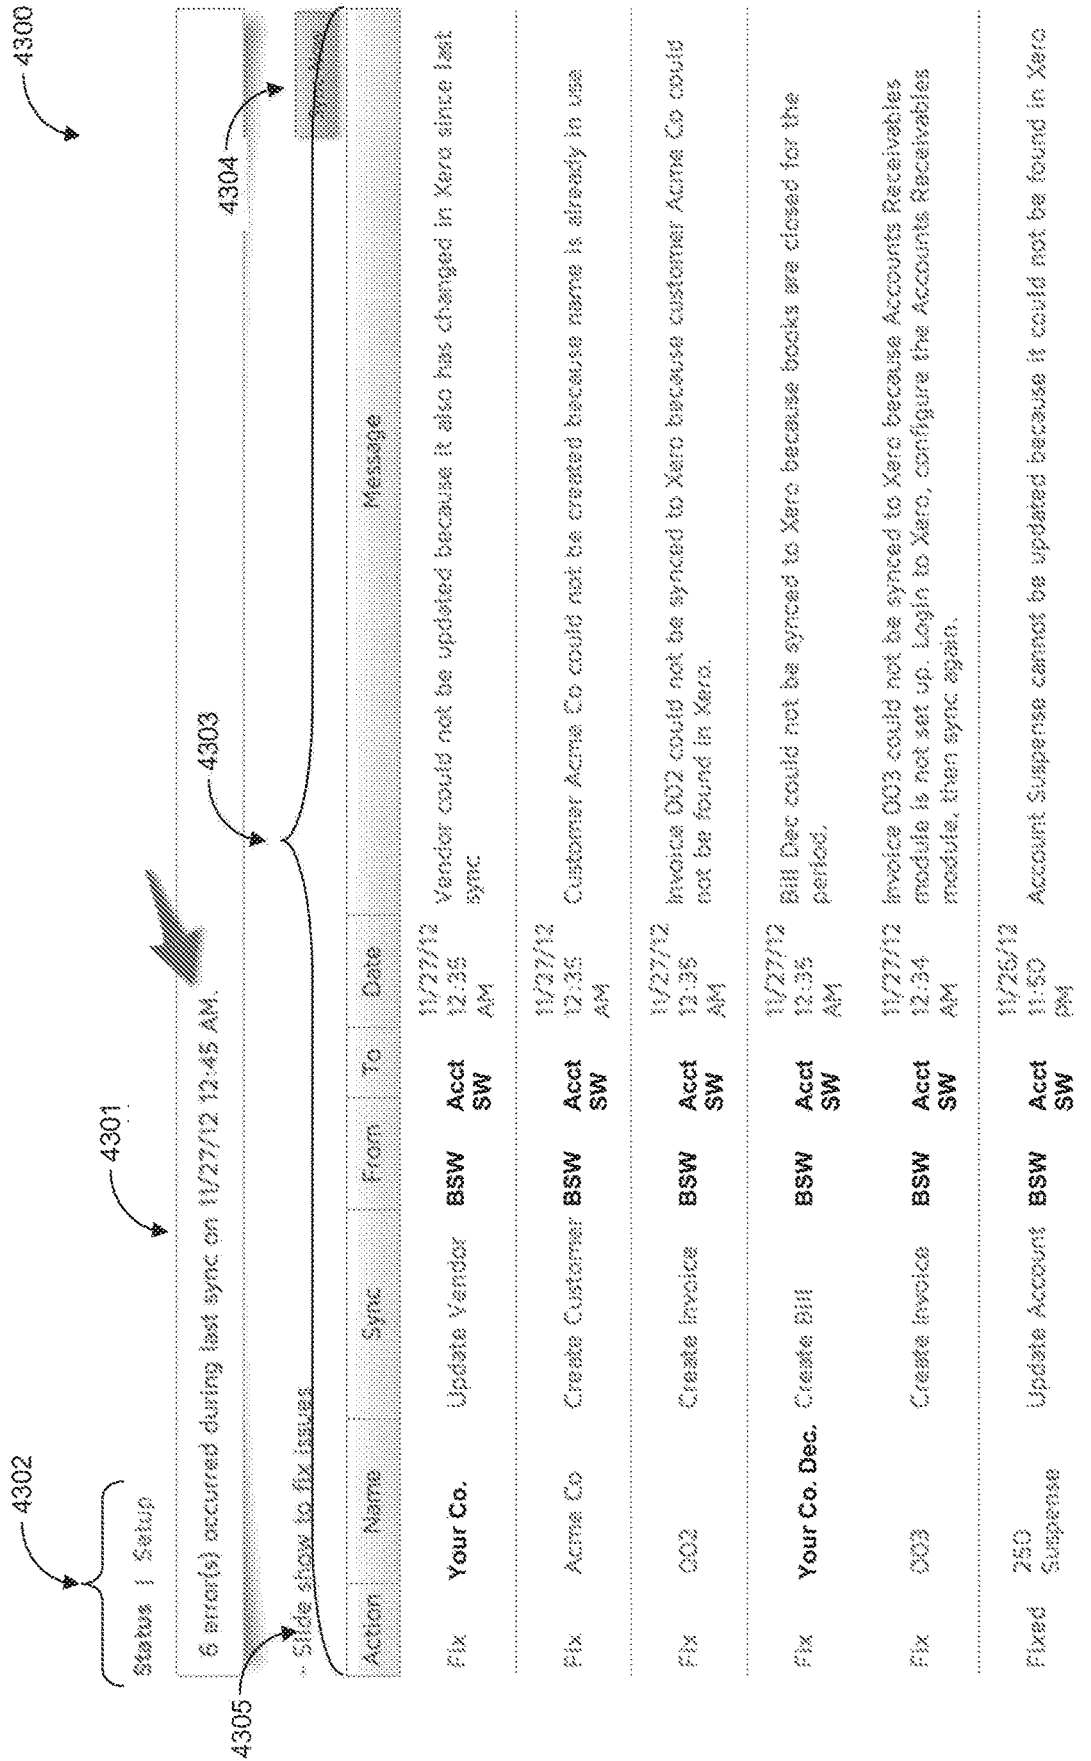 4300
4302
Status | Setup
4301
6 error(s) occurred during last sync on 11/27/12 12:45 AM.
4303
4304
4305
- Slide show to fix issues
Action Name Sync From To Date Message
Fix Your Co. Update Vendor BSW Acct SW 11/27/12 12:35 AM Vendor could not be updated because it also has changed in Xero since last
sync
Fix Acme Co Create Customer BSW Acct SW 11/27/12 12:35 AM Customer Acme Co could not be created because name is already in use
Fix 002 Create Invoice BSW Acct SW 11/27/12 12:35 AM Invoice 002 could not be synced to Xero because customer Acme Co could
not be found in Xero.
Fix Your Co. Dec. Create Bill BSW Acct SW 11/27/12 12:35 AM Bill Dec could not be synced to Xero because books are closed for the
period.
Fix 003 Create Invoice BSW Acct SW 11/27/12 12:34 AM Invoice 003 could not be synced to Xero because Accounts Receivables
module is not set up. Login to Xero, configure the Accounts Receivables
module, then sync again.
Fixed 260 Suspense Update Account BSW Acct SW 11/26/12 11:50 PM Account Suspense cannot be updated because it could not be found in Xero